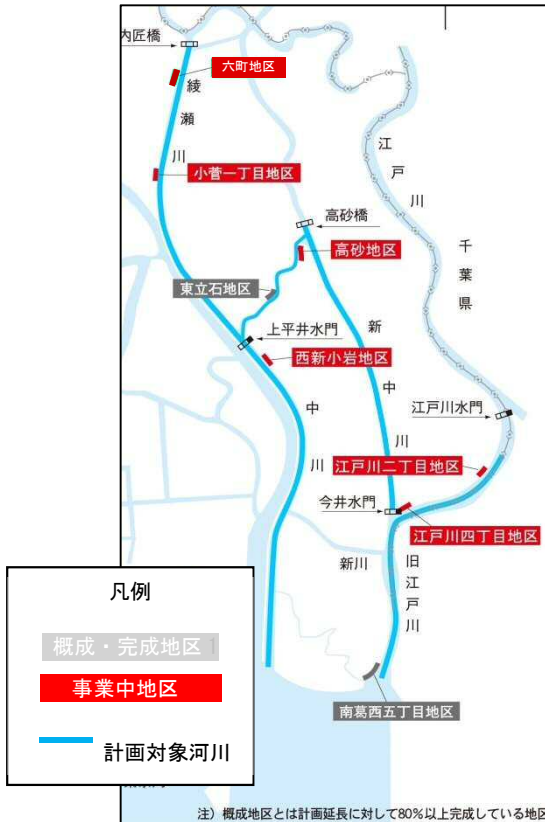 内匠橋
六町地区
綾瀬川
小菅一丁目地区
江戸川
高砂橋
高砂地区
千葉県
東立石地区
上平井水門
新中川
西新小岩地区
江戸川水門
中川
江戸川二丁目地区
今井水門
江戸川四丁目地区
新川
旧江戸川
凡例
概成・完成地区1
事業中地区
計画対象河川
南葛西五丁目地区
注）概成地区とは計画延長に対して80％以上完成している地区